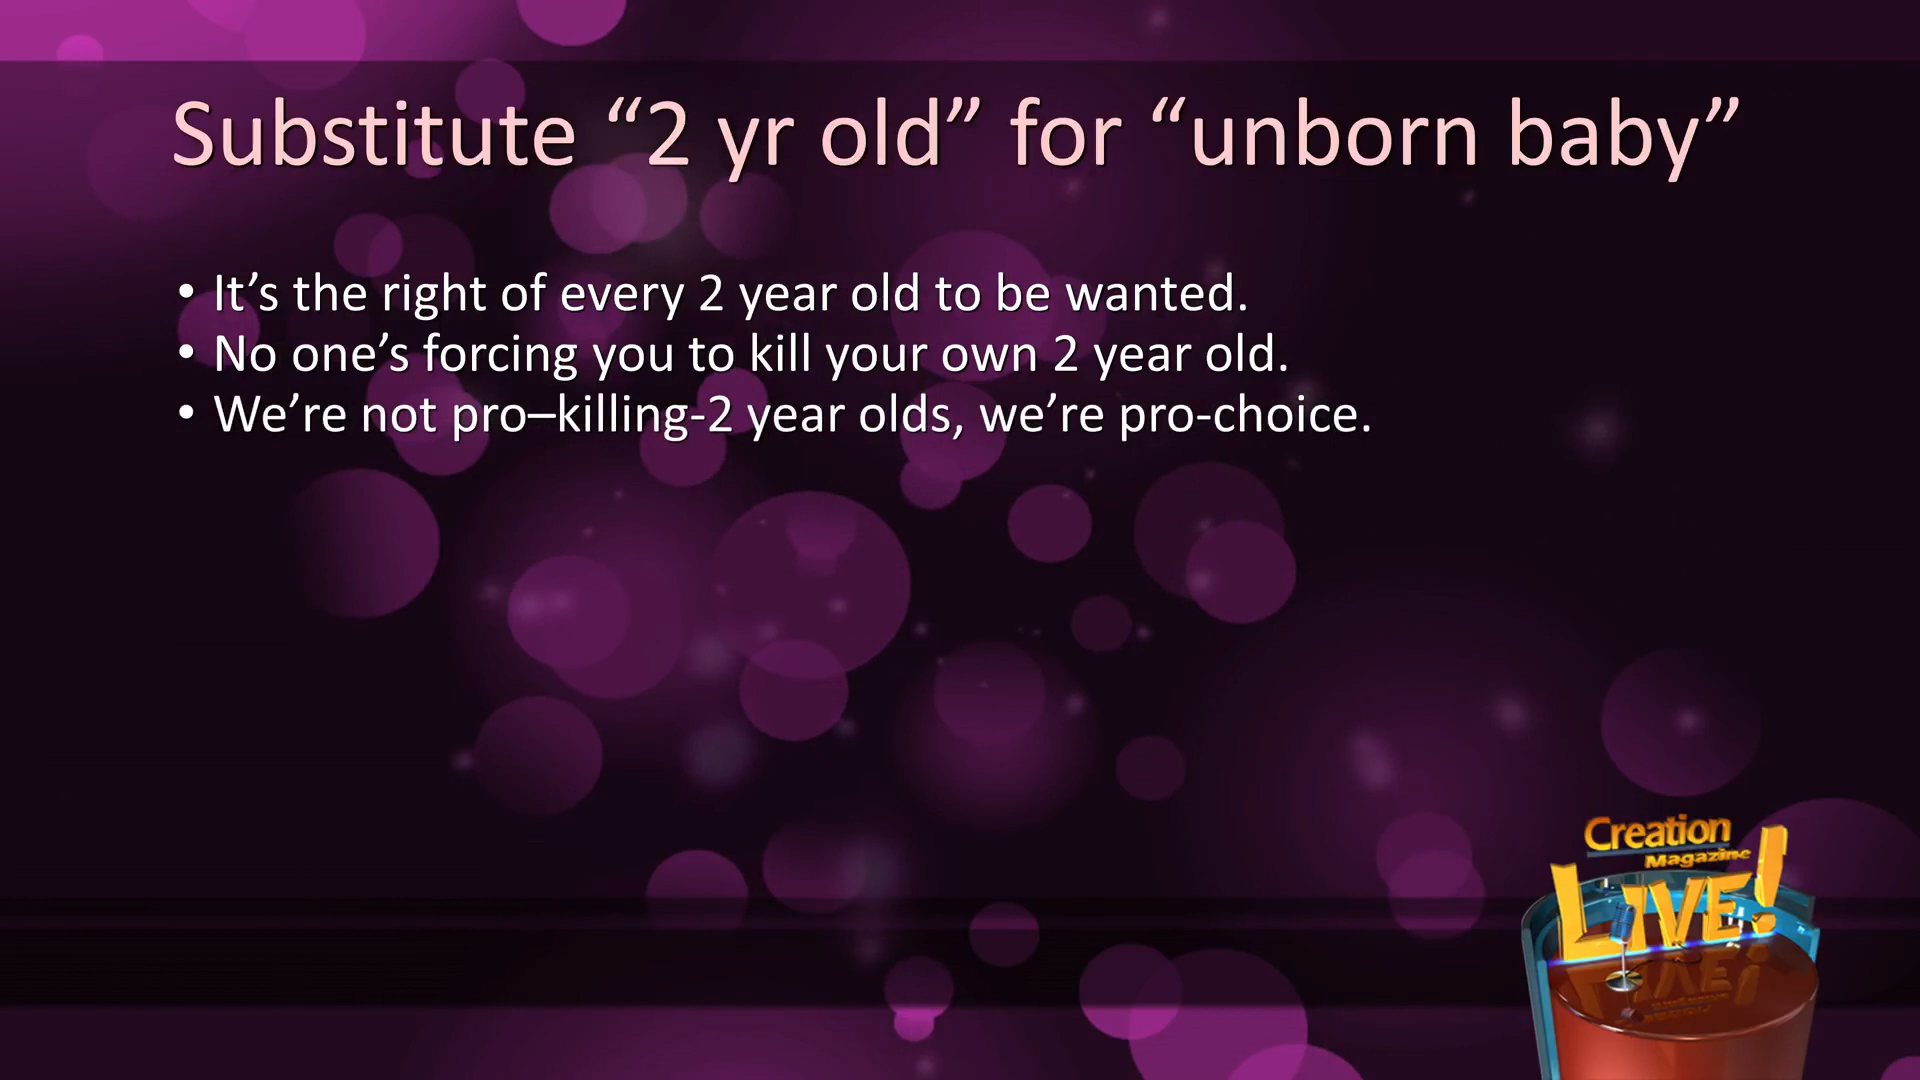 Substitute “2 yr old” for “unborn baby”
• It’s the right of every 2 year old to be wanted.
• No one’s forcing you to kill your own 2 year old.
• We’re not pro–killing-2 year olds, we’re pro-choice.
Creation
Magazine
LIVE!